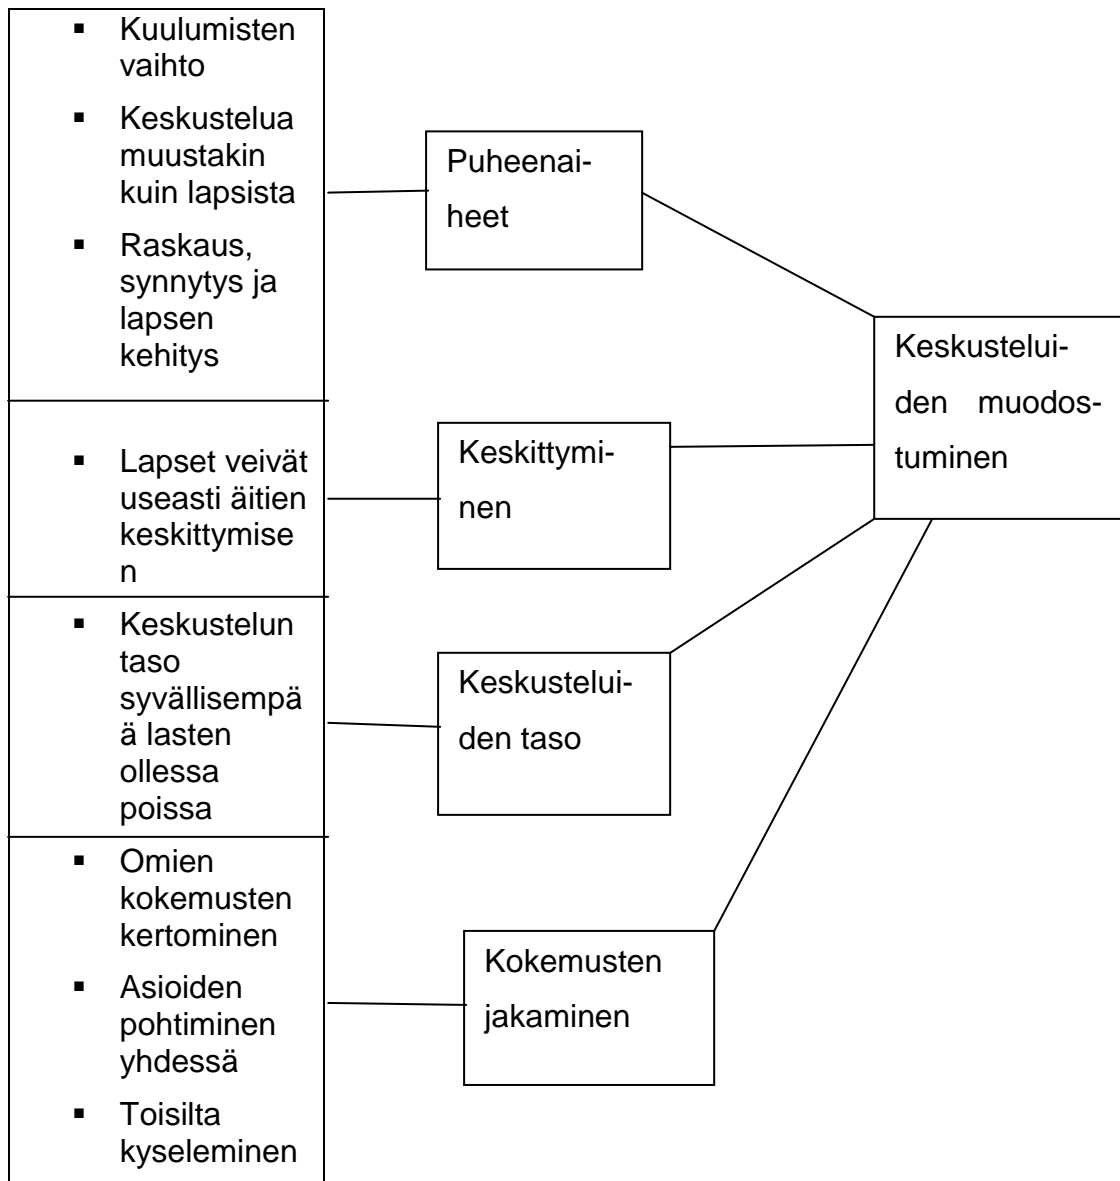 ▪ Kuulumisten
vaihto
▪ Keskustelua
muustakin
kuin lapsista
▪ Raskaus,
synnytys ja
lapsen
kehitys
▪ Lapset veivät
useasti äitien
keskittymise
n
▪ Keskustelun
taso
syvällisempä
ä lasten
ollessa
poissa
▪ Omien
kokemusten
kertominen
▪ Asioiden
pohtiminen
yhdessä
▪ Toisilta
kyseleminen
Puheenai-
heet
Keskittymi-
nen
Keskustelui-
den taso
Kokemusten
jakaminen
Keskustelui-
den muodos-
tuminen